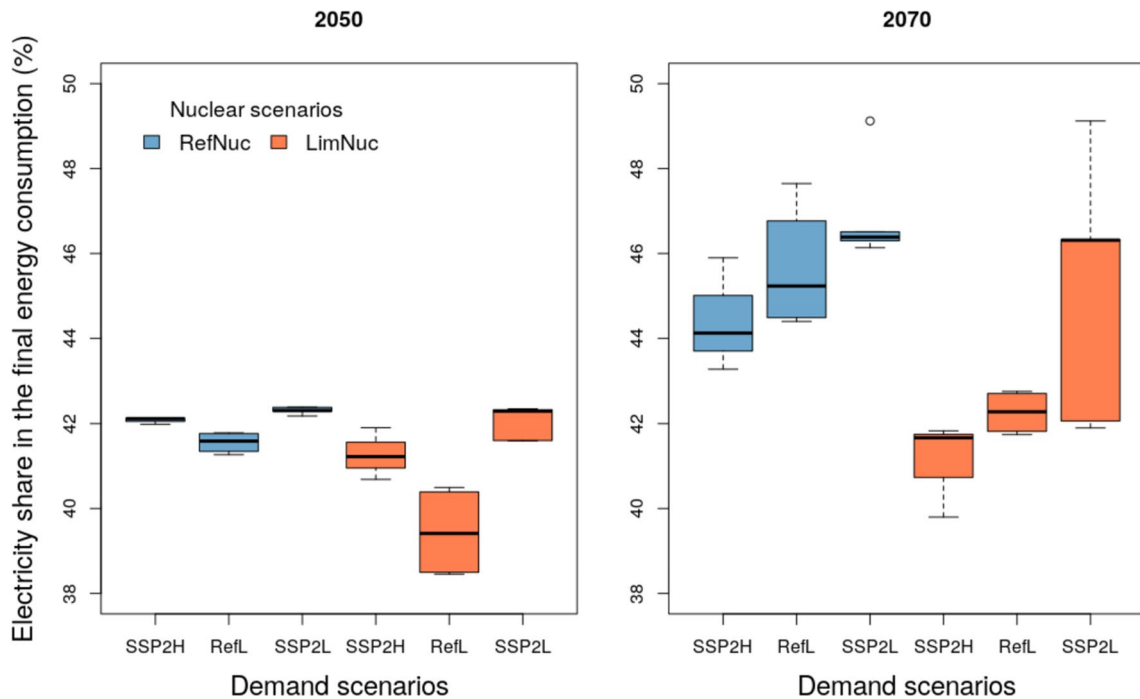 2050
2070
Electricity share in the final energy consumption (%)
50
48
46
44
42
40
38
Nuclear scenarios
RefNuc LimNuc
SSP2H RefL SSP2L SSP2H RefL SSP2L
Demand scenarios
50
48
46
44
42
40
38
SSP2H RefL SSP2L SSP2H RefL SSP2L
Demand scenarios